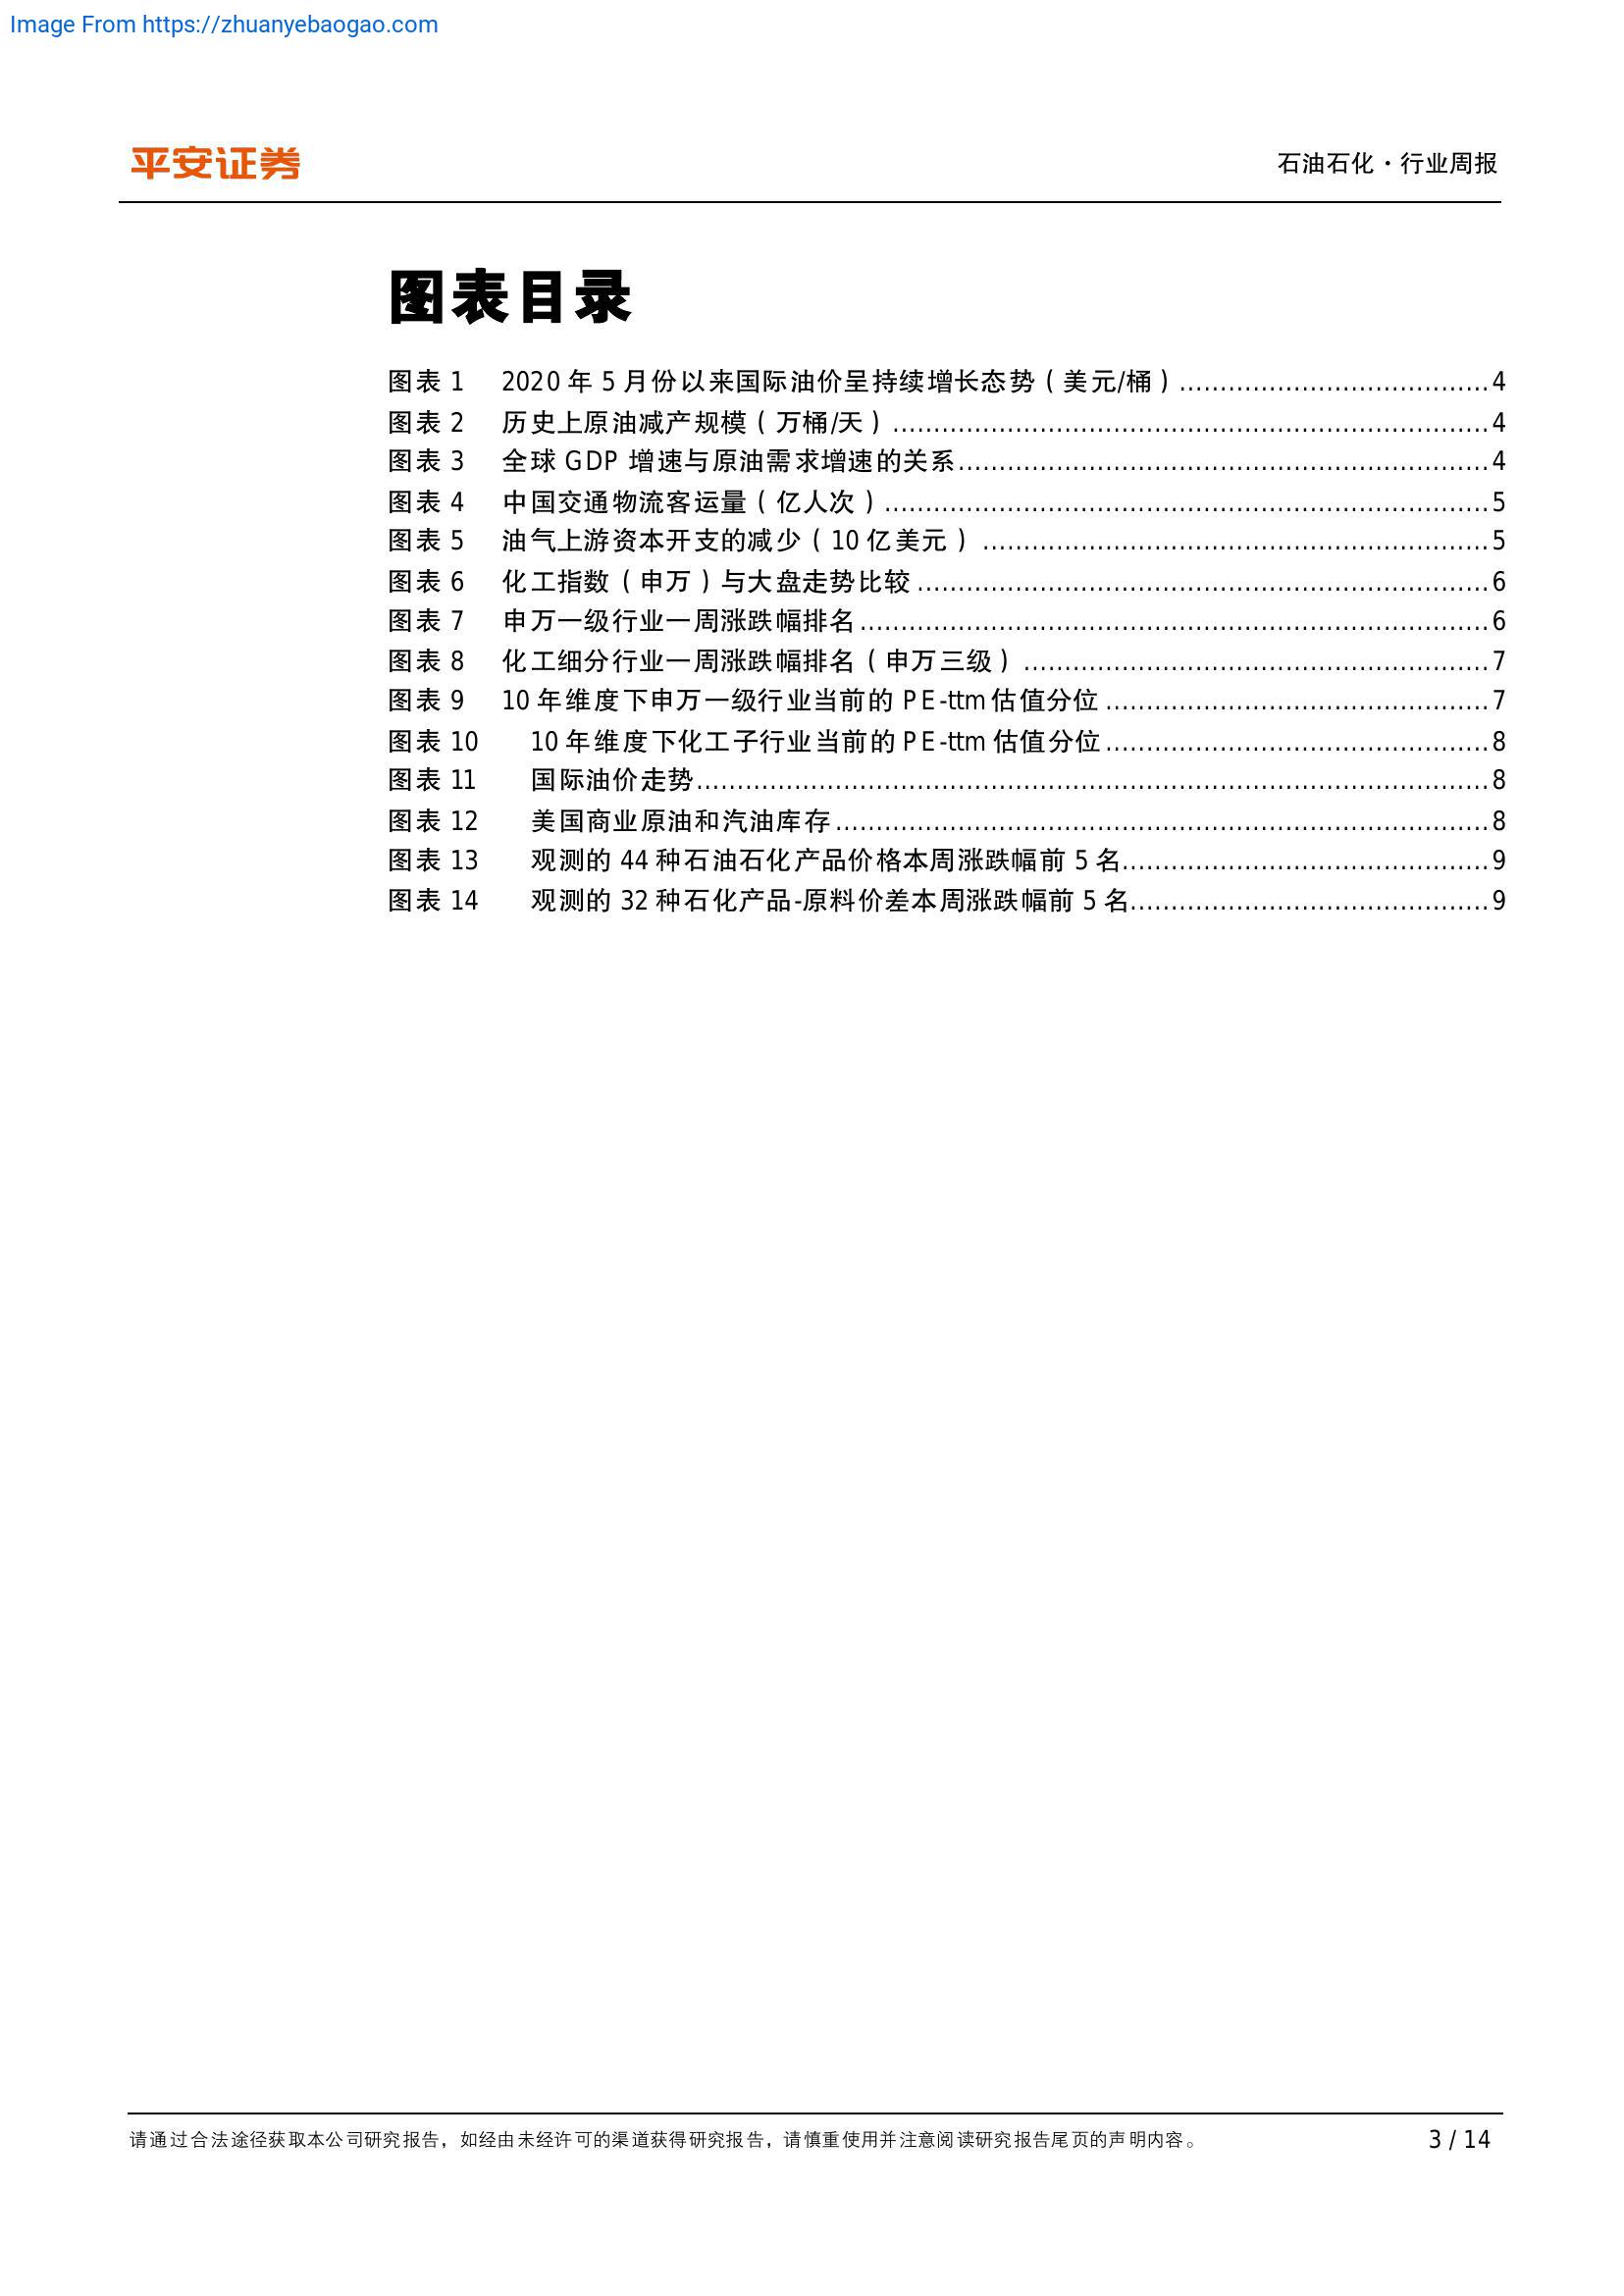 Image From https://zhuanyebaogao.com
平安证券
石油石化·行业周报
图表目录
图表 1 2020 年 5 月份以来国际油价呈持续增长态势（美元/桶）....................................4
图表 2 历史上原油减产规模（万桶/天）....................................4
图表 3 全球 GDP 增速与原油需求增速的关系....................................4
图表 4 中国交通物流客运量（亿人次）....................................5
图表 5 油气上游资本开支的减少（10 亿美元）....................................5
图表 6 化工指数（申万）与大盘走势比较....................................6
图表 7 申万一级行业一周涨跌幅排名....................................6
图表 8 化工细分行业一周涨跌幅排名（申万三级）....................................7
图表 9 10 年维度下申万一级行业当前的 PE-ttm 估值分位....................................7
图表 10 10 年维度下化工子行业当前的 PE-ttm 估值分位....................................8
图表 11 国际油价走势....................................8
图表 12 美国商业原油和汽油库存....................................8
图表 13 观测的 44 种石油石化产品价格本周涨跌幅前 5 名....................................9
图表 14 观测的 32 种石化产品-原料价差本周涨跌幅前 5 名....................................9
请通过合法途径获取本公司研究报告，如经由未经许可的渠道获得研究报告，请慎重使用并注意阅读研究报告尾页的声明内容。
3 / 14